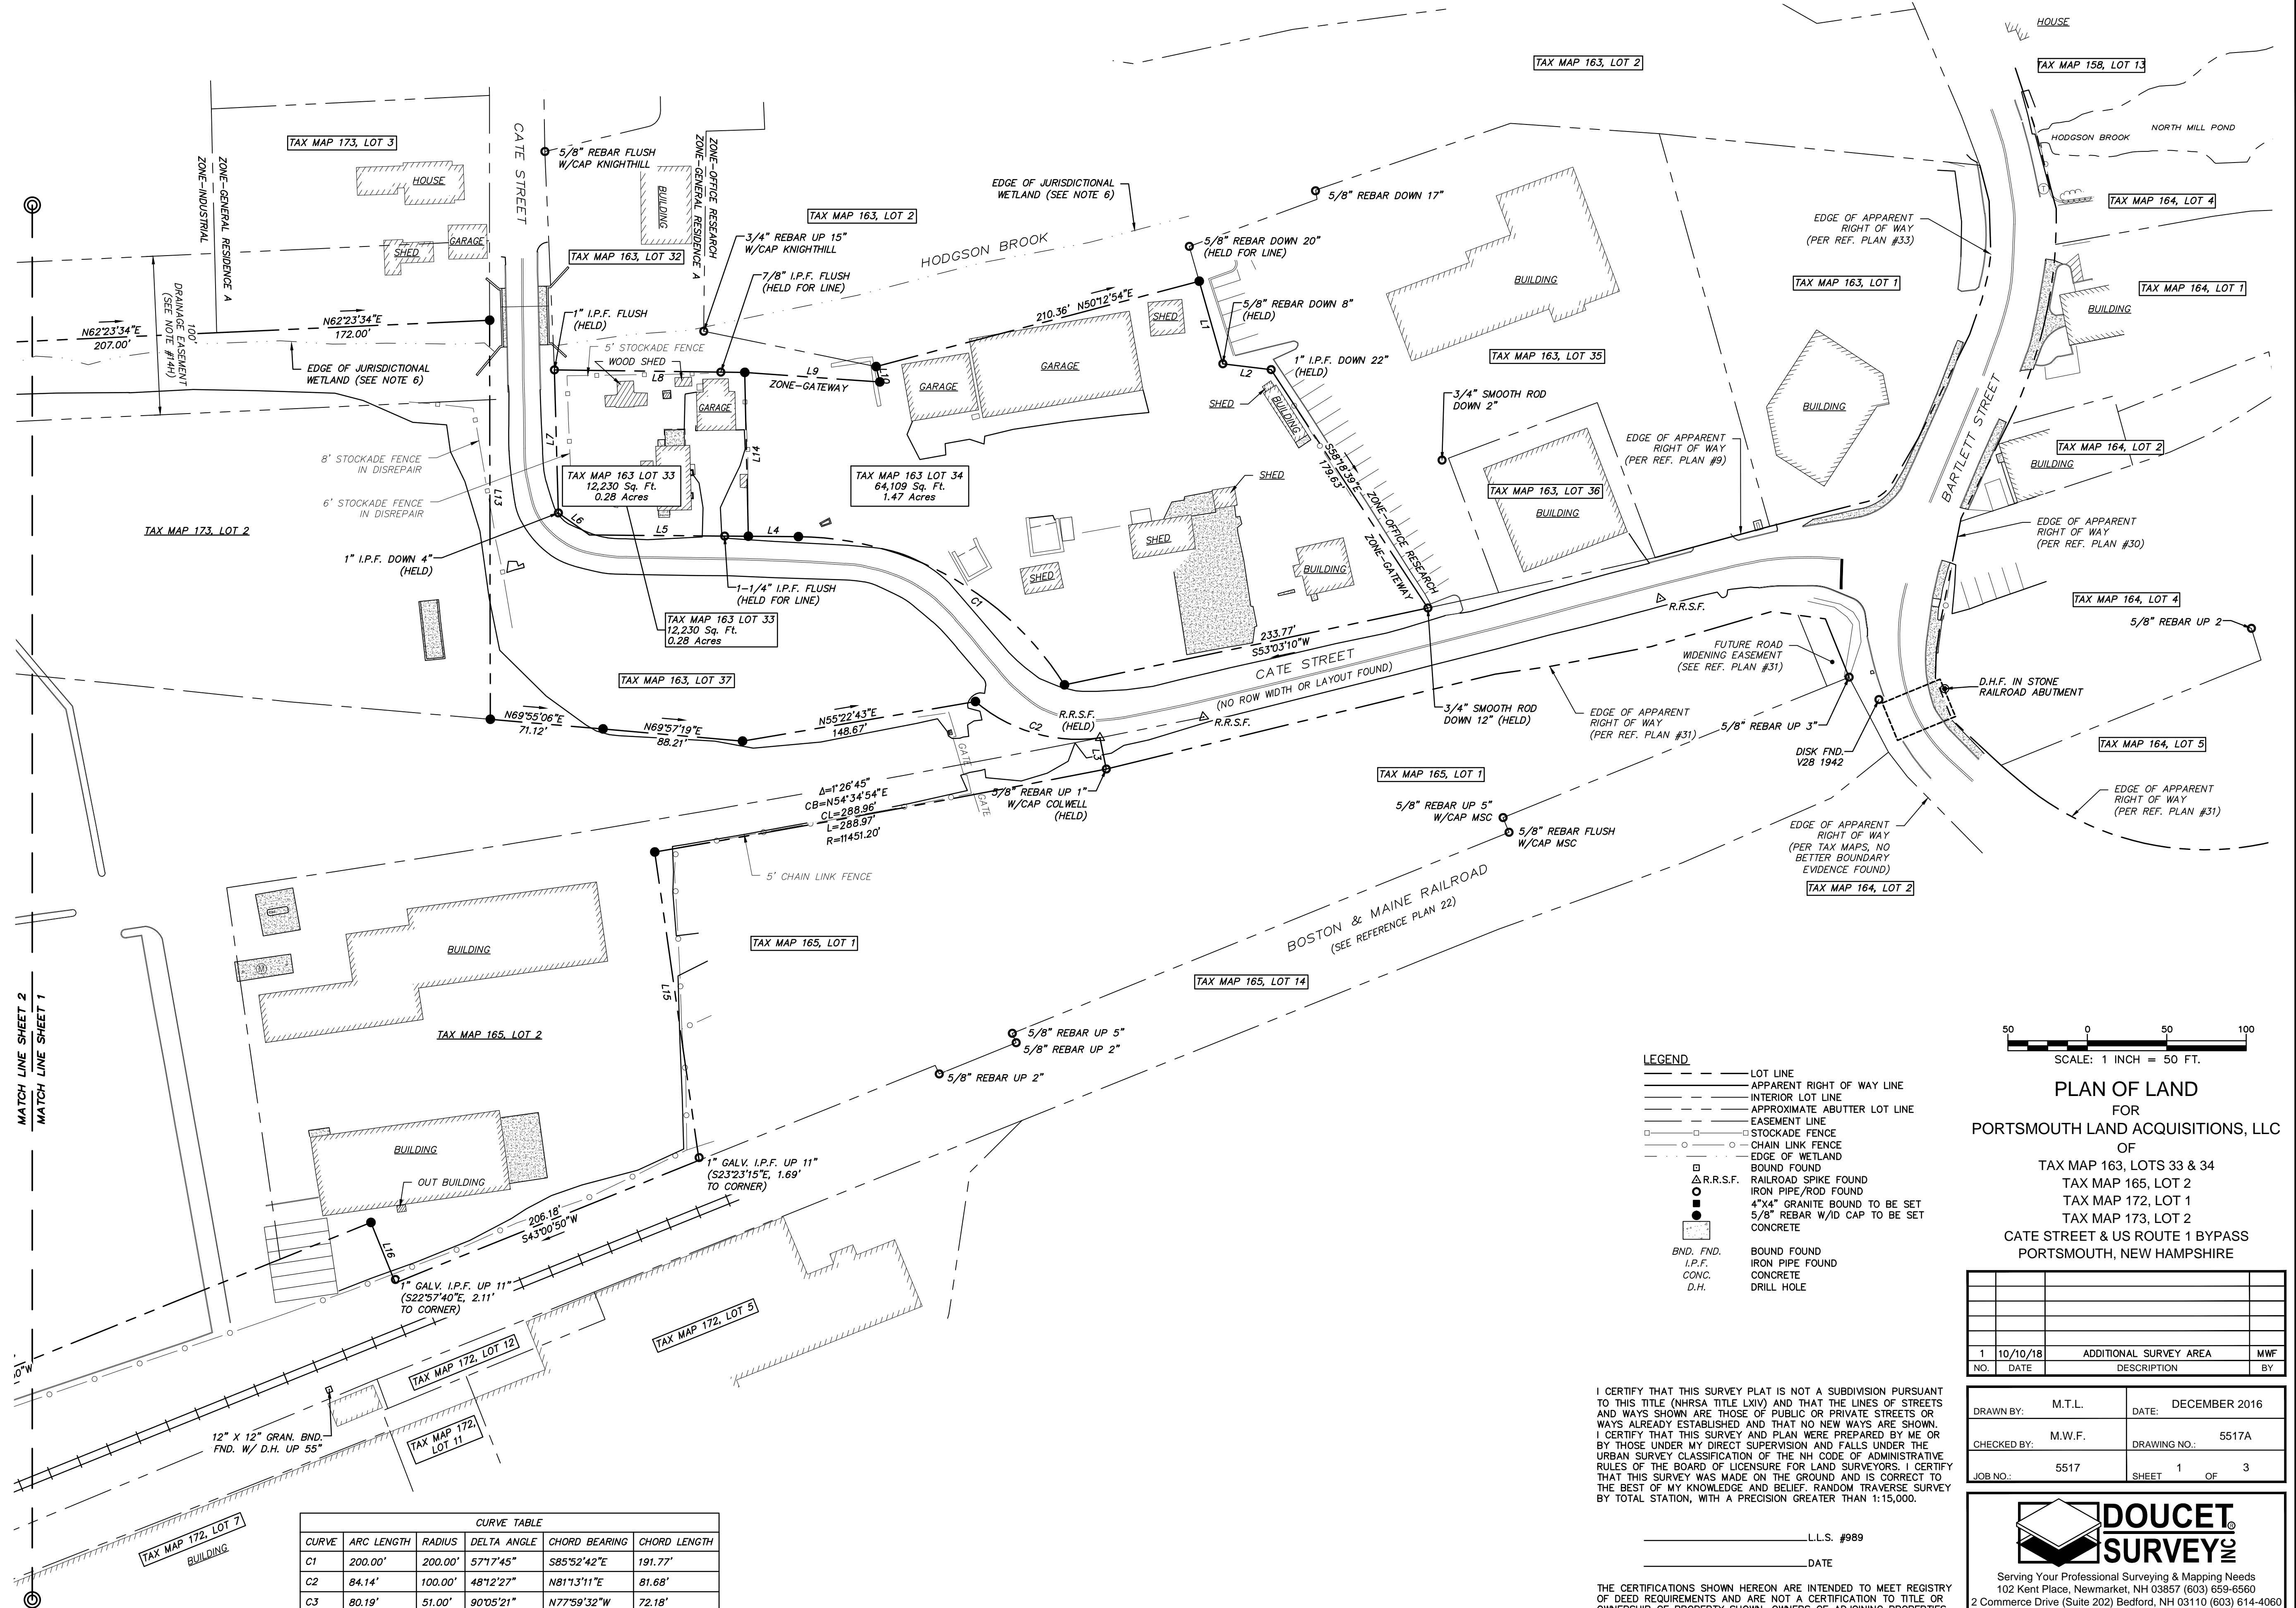 HOUSE
TAX MAP 158, LOT 13
TAX MAP 163, LOT 2
HODGSON BROOK
NORTH MILL POND
TAX MAP 164, LOT 4
TAX MAP 173, LOT 3
HOUSE
GARAGE
SHED
ZONE-INDUSTRIAL
ZONE-GENERAL RESIDENCE A
CATE STREET
5/8" REBAR FLUSH
W/CAP KNIGHTHILL
BUILDING
ZONE-GENERAL RESIDENCE A
ZONE-OFFICE RESEARCH
TAX MAP 163, LOT 32
TAX MAP 163, LOT 2
EDGE OF JURISDICTIONAL
WETLAND (SEE NOTE 6)
HODGSON BROOK
3/4" REBAR UP 15"
W/CAP KNIGHTHILL
7/8" I.P.F. FLUSH
(HELD FOR LINE)
5/8" REBAR DOWN 17"
5/8" REBAR DOWN 20"
(HELD FOR LINE)
5/8" REBAR DOWN 8"
(HELD)
1" I.P.F. DOWN 22"
(HELD)
BUILDING
EDGE OF APPARENT
RIGHT OF WAY
(PER REF. PLAN #33)
TAX MAP 163, LOT 1
TAX MAP 164, LOT 1
BUILDING
TAX MAP 163, LOT 35
BUILDING
BARTLETT STREET
TAX MAP 164, LOT 2
BUILDING
100'
DRAINAGE EASEMENT
(SEE NOTE #14H)
N62°23'34"E
207.00'
N62°23'34"E
172.00'
EDGE OF JURISDICTIONAL
WETLAND (SEE NOTE 6)
1" I.P.F. FLUSH
(HELD)
5' STOCKADE FENCE
WOOD SHED
L8
L9
ZONE-GATEWAY
L10
GARAGE
210.36' N50°12'54"E
SHED
GARAGE
GARAGE
L1
L2
SHED
BUILDING
S58°18'39"E
179.63'
ZONE-OFFICE RESEARCH
ZONE-GATEWAY
3/4" SMOOTH ROD
DOWN 2"
EDGE OF APPARENT
RIGHT OF WAY
(PER REF. PLAN #9)
TAX MAP 163, LOT 36
BUILDING
8' STOCKADE FENCE
IN DISREPAIR
6' STOCKADE FENCE
IN DISREPAIR
L13
L7
L6
L5
L14
L4
TAX MAP 163 LOT 33
12,230 Sq. Ft.
0.28 Acres
TAX MAP 163 LOT 34
64,109 Sq. Ft.
1.47 Acres
TAX MAP 173, LOT 2
1" I.P.F. DOWN 4"
(HELD)
1-1/4" I.P.F. FLUSH
(HELD FOR LINE)
TAX MAP 163 LOT 33
12,230 Sq. Ft.
0.28 Acres
SHED
SHED
SHED
BUILDING
C1
EDGE OF APPARENT
RIGHT OF WAY
(PER REF. PLAN #30)
TAX MAP 164, LOT 4
5/8" REBAR UP 2
R.R.S.F.
233.77'
S53°03'10"W
CATE STREET
(NO ROW WIDTH OR LAYOUT FOUND)
FUTURE ROAD
WIDENING EASEMENT
(SEE REF. PLAN #31)
D.H.F. IN STONE
RAILROAD ABUTMENT
TAX MAP 163, LOT 37
N69°55'06"E
71.12'
N69°57'19"E
88.21'
N55°22'43"E
148.67'
GATE
GATE
C2
R.R.S.F.
(HELD)
R.R.S.F.
L3
3/4" SMOOTH ROD
DOWN 12" (HELD)
EDGE OF APPARENT
RIGHT OF WAY
(PER REF. PLAN #31)
5/8" REBAR UP 3"
DISK FND.
V28 1942
TAX MAP 164, LOT 5
Δ=1°26'45"
CB=N54°34'54"E
CL=288.96'
L=288.97'
R=11451.20'
5/8" REBAR UP 1"
W/CAP COLWELL
(HELD)
TAX MAP 165, LOT 1
5/8" REBAR UP 5"
W/CAP MSC
5/8" REBAR FLUSH
W/CAP MSC
EDGE OF APPARENT
RIGHT OF WAY
(PER REF. PLAN #31)
EDGE OF APPARENT
RIGHT OF WAY
(PER TAX MAPS, NO
BETTER BOUNDARY
EVIDENCE FOUND)
TAX MAP 164, LOT 2
5' CHAIN LINK FENCE
BOSTON & MAINE RAILROAD
(SEE REFERENCE PLAN 22)
BUILDING
M
TAX MAP 165, LOT 1
TAX MAP 165, LOT 14
L15
TAX MAP 165, LOT 2
MATCH LINE SHEET 2
MATCH LINE SHEET 1
5/8" REBAR UP 5"
5/8" REBAR UP 2"
5/8" REBAR UP 2"
BUILDING
OUT BUILDING
1" GALV. I.P.F. UP 11"
(S23°23'15"E, 1.69'
TO CORNER)
206.18'
S43°00'50"W
L16
1" GALV. I.P.F. UP 11"
(S22°57'40"E, 2.11'
TO CORNER)
TAX MAP 172, LOT 5
TAX MAP 172, LOT 12
12" X 12" GRAN. BND.
FND. W/ D.H. UP 55"
TAX MAP 172,
LOT 11
TAX MAP 172, LOT 7
BUILDING
CURVE TABLE
CURVE ARC LENGTH RADIUS DELTA ANGLE CHORD BEARING CHORD LENGTH
C1 200.00' 200.00' 57°17'45" S85°52'42"E 191.77'
C2 84.14' 100.00' 48°12'27" N81°13'11"E 81.68'
C3 80.19' 51.00' 90°05'21" N77°59'32"W 72.18'
LEGEND
LOT LINE
APPARENT RIGHT OF WAY LINE
INTERIOR LOT LINE
APPROXIMATE ABUTTER LOT LINE
EASEMENT LINE
STOCKADE FENCE
CHAIN LINK FENCE
EDGE OF WETLAND
BOUND FOUND
R.R.S.F. RAILROAD SPIKE FOUND
IRON PIPE/ROD FOUND
4"X4" GRANITE BOUND TO BE SET
5/8" REBAR W/ID CAP TO BE SET
CONCRETE
BND. FND. BOUND FOUND
I.P.F. IRON PIPE FOUND
CONC. CONCRETE
D.H. DRILL HOLE
50 0 50 100
SCALE: 1 INCH = 50 FT.
PLAN OF LAND
FOR
PORTSMOUTH LAND ACQUISITIONS, LLC
OF
TAX MAP 163, LOTS 33 & 34
TAX MAP 165, LOT 2
TAX MAP 172, LOT 1
TAX MAP 173, LOT 2
CATE STREET & US ROUTE 1 BYPASS
PORTSMOUTH, NEW HAMPSHIRE
1 10/10/18 ADDITIONAL SURVEY AREA MWF
NO. DATE DESCRIPTION BY
DRAWN BY: M.T.L. DATE: DECEMBER 2016
CHECKED BY: M.W.F. DRAWING NO.: 5517A
JOB NO.: 5517 SHEET 1 OF 3
DOUCET
SURVEY INC
Serving Your Professional Surveying & Mapping Needs
102 Kent Place, Newmarket, NH 03857 (603) 659-6560
2 Commerce Drive (Suite 202) Bedford, NH 03110 (603) 614-4060
I CERTIFY THAT THIS SURVEY PLAT IS NOT A SUBDIVISION PURSUANT
TO THIS TITLE (NHRSA TITLE LXIV) AND THAT THE LINES OF STREETS
AND WAYS SHOWN ARE THOSE OF PUBLIC OR PRIVATE STREETS OR
WAYS ALREADY ESTABLISHED AND THAT NO NEW WAYS ARE SHOWN.
I CERTIFY THAT THIS SURVEY AND PLAN WERE PREPARED BY ME OR
BY THOSE UNDER MY DIRECT SUPERVISION AND FALLS UNDER THE
URBAN SURVEY CLASSIFICATION OF THE NH CODE OF ADMINISTRATIVE
RULES OF THE BOARD OF LICENSURE FOR LAND SURVEYORS. I CERTIFY
THAT THIS SURVEY WAS MADE ON THE GROUND AND IS CORRECT TO
THE BEST OF MY KNOWLEDGE AND BELIEF. RANDOM TRAVERSE SURVEY
BY TOTAL STATION, WITH A PRECISION GREATER THAN 1:15,000.
L.L.S. #989
DATE
THE CERTIFICATIONS SHOWN HEREON ARE INTENDED TO MEET REGISTRY
OF DEED REQUIREMENTS AND ARE NOT A CERTIFICATION TO TITLE OR